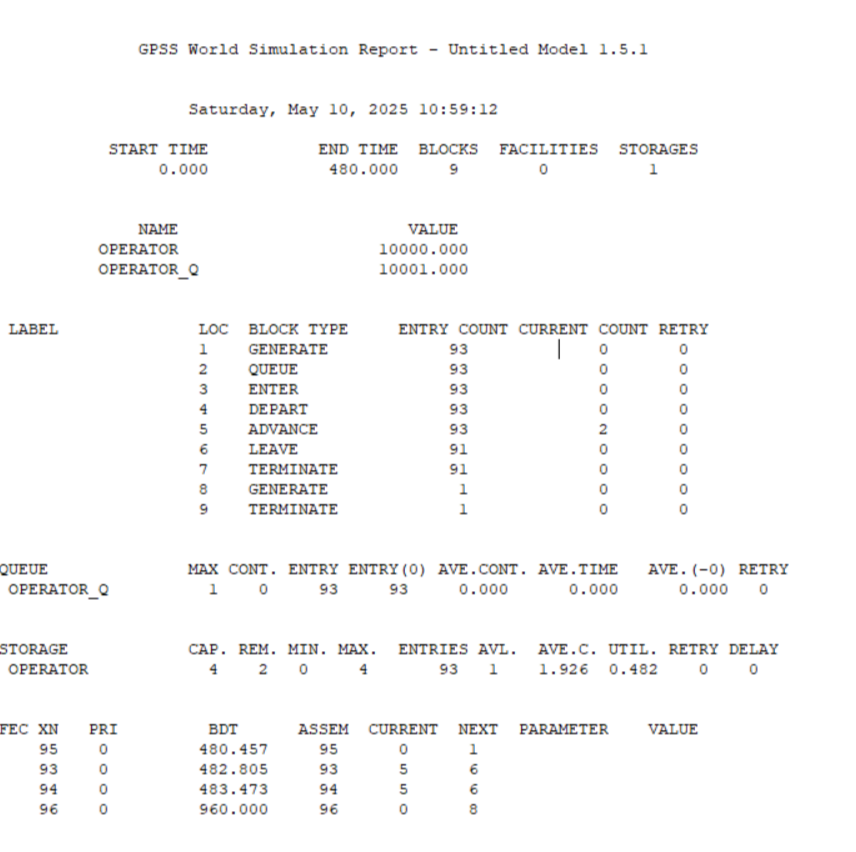 GPSS World Simulation Report - Untitled Model 1.5.1
Saturday, May 10, 2025 10:59:12
START TIME END TIME BLOCKS FACILITIES STORAGES
0.000 480.000 9 0 1
NAME VALUE
OPERATOR 10000.000
OPERATOR_Q 10001.000
LABEL LOC BLOCK TYPE ENTRY COUNT CURRENT COUNT RETRY
1 GENERATE 93 0 0
2 QUEUE 93 0 0
3 ENTER 93 0 0
4 DEPART 93 0 0
5 ADVANCE 93 2 0
6 LEAVE 91 0 0
7 TERMINATE 91 0 0
8 GENERATE 1 0 0
9 TERMINATE 1 0 0
QUEUE MAX CONT. ENTRY ENTRY(0) AVE.CONT. AVE.TIME AVE.(-0) RETRY
OPERATOR_Q 1 0 93 93 0.000 0.000 0.000 0
STORAGE CAP. REM. MIN. MAX. ENTRIES AVL. AVE.C. UTIL. RETRY DELAY
OPERATOR 4 2 0 4 93 1 1.926 0.482 0 0
FEC XN PRI BDT ASSEM CURRENT NEXT PARAMETER VALUE
95 0 480.457 95 0 1
93 0 482.805 93 5 6
94 0 483.473 94 5 6
96 0 960.000 96 0 8